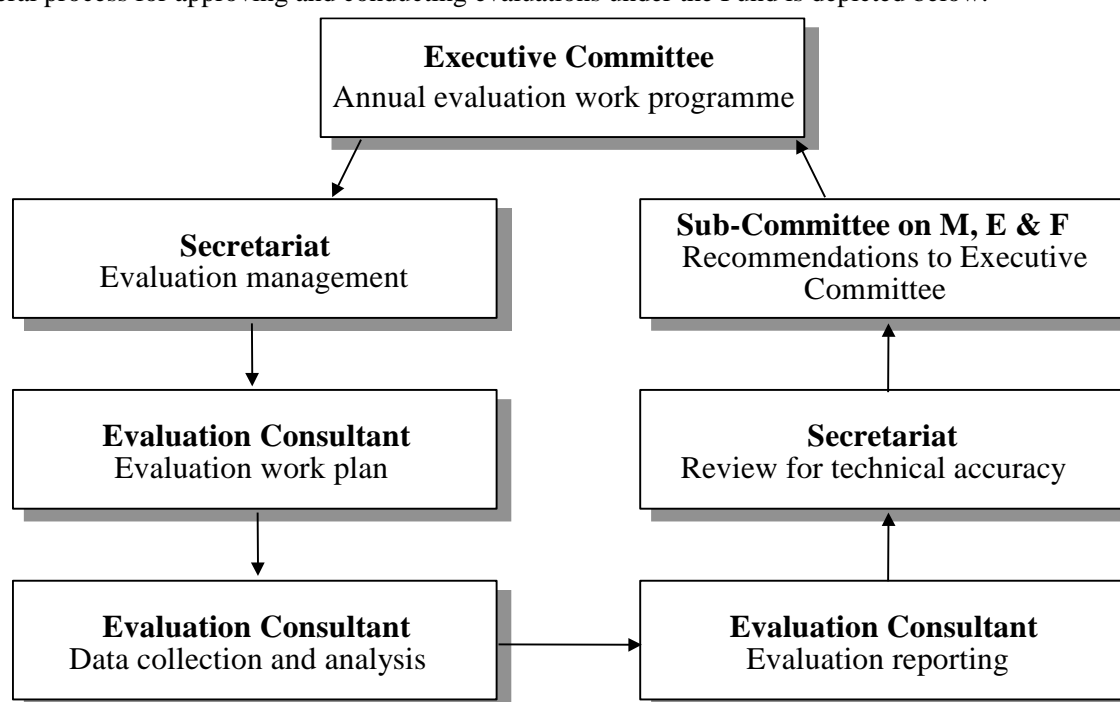 process for approving and conducting evaluations under the Fund is depicted below.
Executive Committee
Annual evaluation work programme
Secretariat
Evaluation management
Sub-Committee on M, E & F
Recommendations to Executive
Committee
Evaluation Consultant
Evaluation work plan
Secretariat
Review for technical accuracy
Evaluation Consultant
Data collection and analysis
Evaluation Consultant
Evaluation reporting